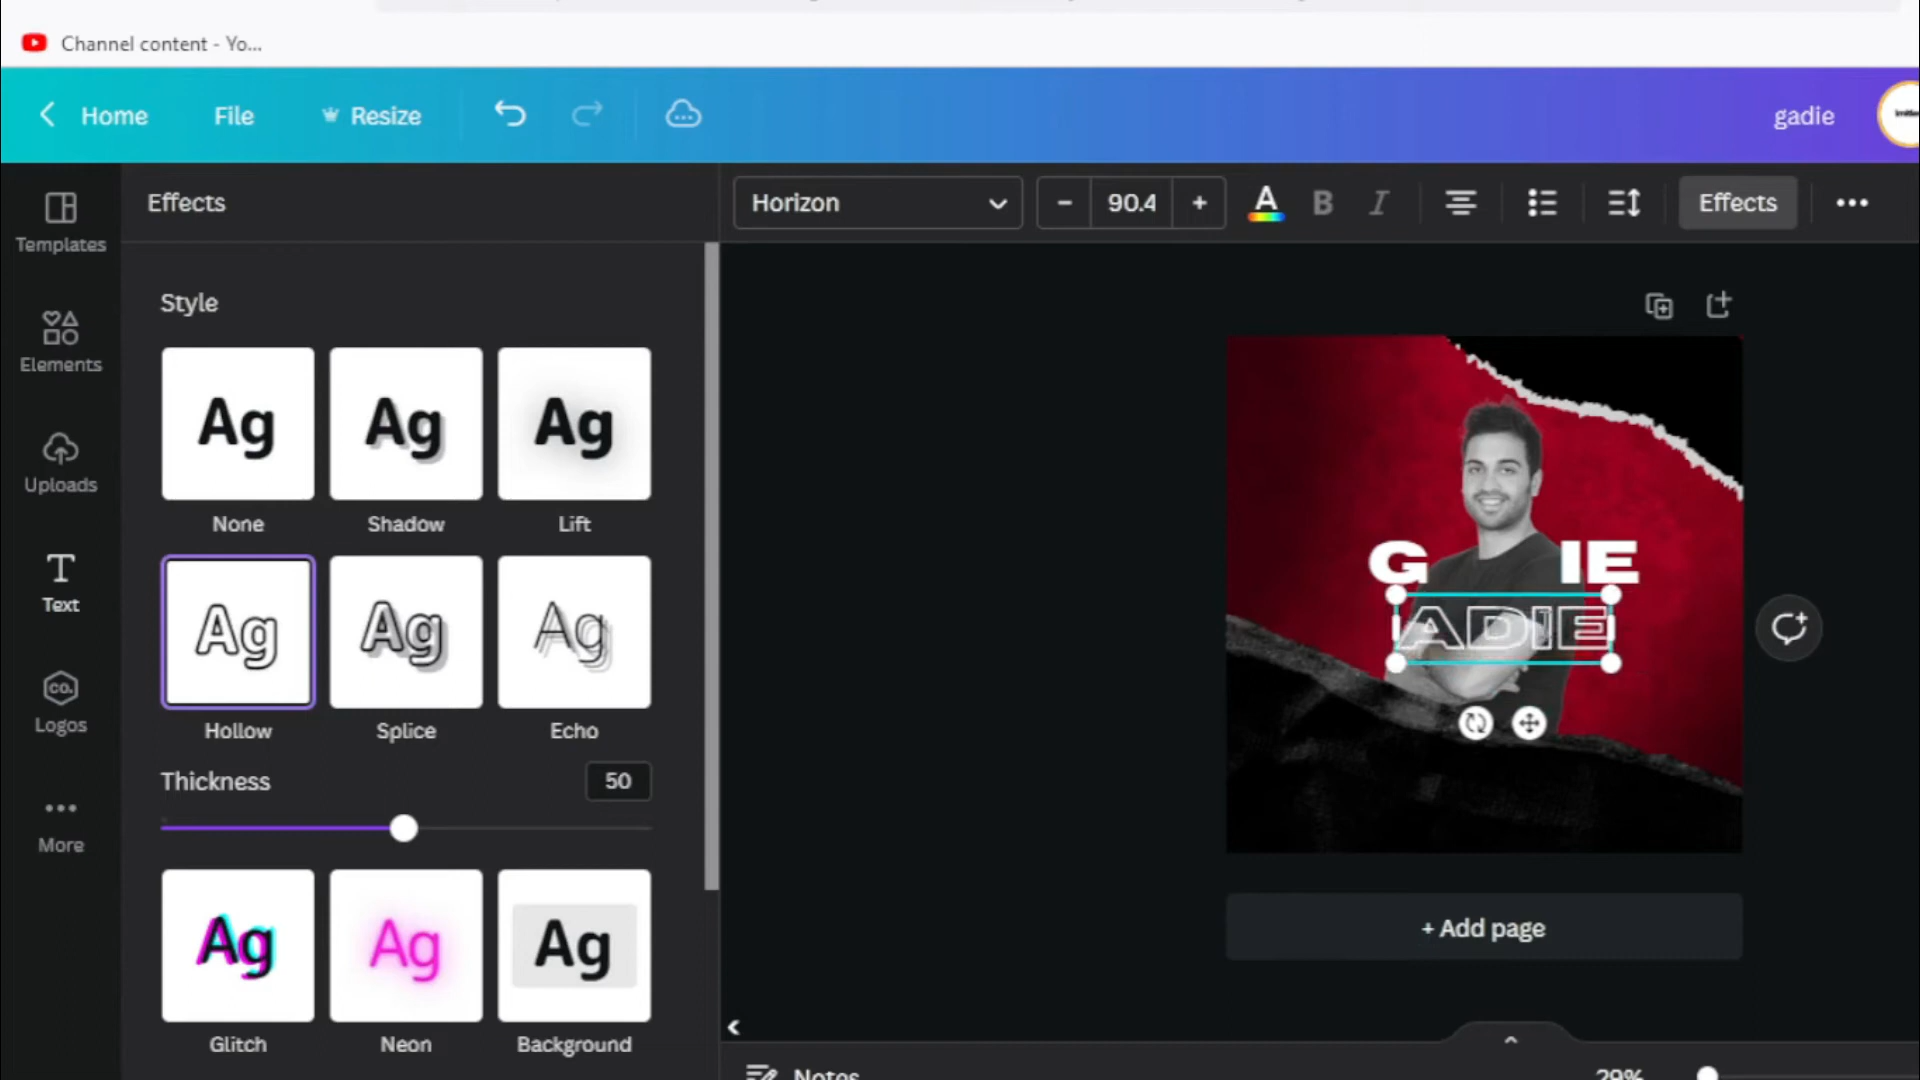 Channel content - Yo...
Home
File
Resize
gadie
Effects
Horizon
90.4
A
B
I
Effects
Templates
Elements
Uploads
Text
CO.
Logos
More
Style
Ag
Ag
Ag
None
Shadow
Lift
Ag
Ag
Ag
Hollow
Splice
Echo
Thickness
50
Ag
Ag
Ag
Glitch
Neon
Background
G IE
ADIE
+ Add page
Notes
29%